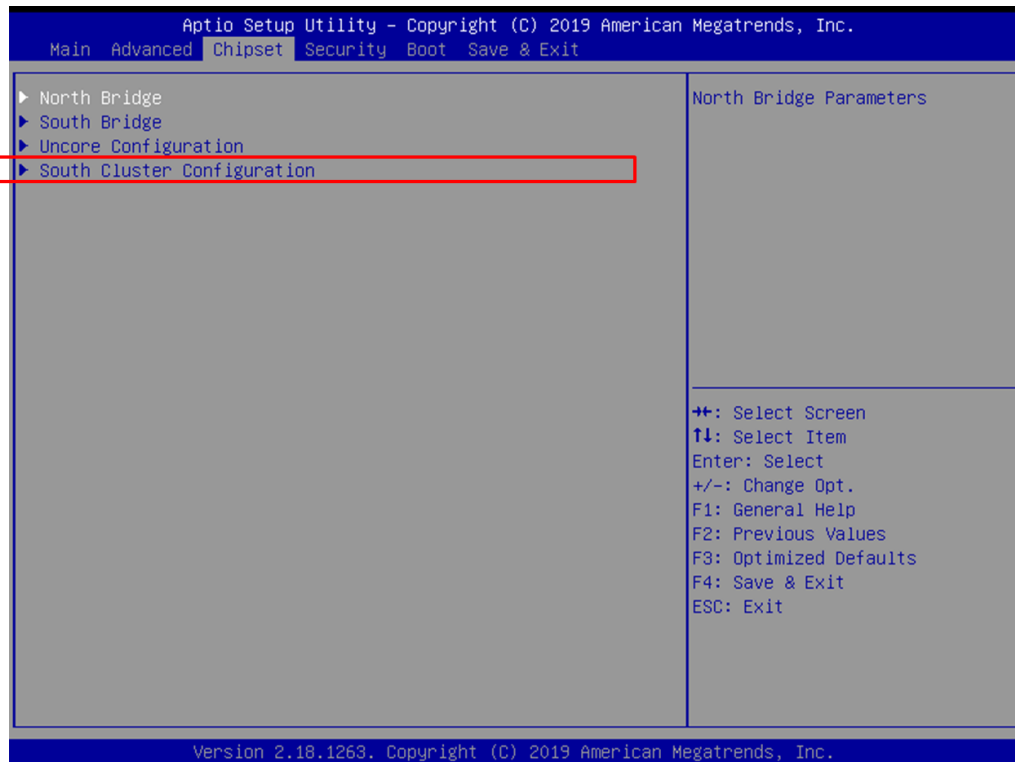 Aptio Setup Utility – Copyright (C) 2019 American Megatrends, Inc.
Main Advanced Chipset Security Boot Save & Exit
North Bridge
South Bridge
Uncore Configuration
South Cluster Configuration
North Bridge Parameters
→←: Select Screen
↑↓: Select Item
Enter: Select
+/-: Change Opt.
F1: General Help
F2: Previous Values
F3: Optimized Defaults
F4: Save & Exit
ESC: Exit
Version 2.18.1263. Copyright (C) 2019 American Megatrends, Inc.